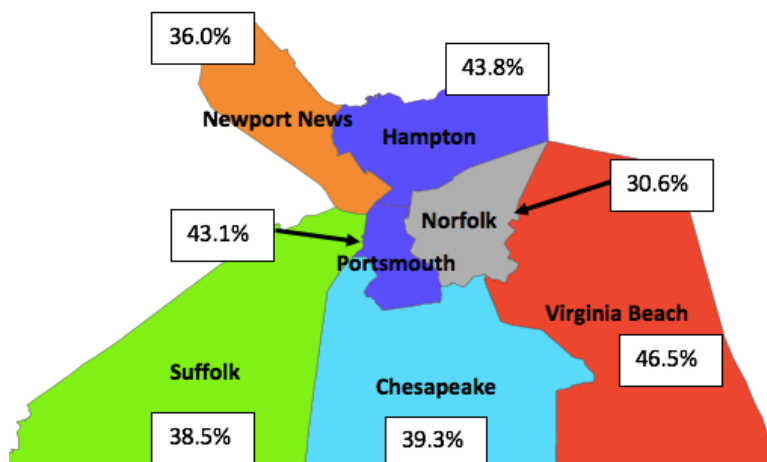 36.0%
43.8%
Newport News
Hampton
30.6%
Norfolk
43.1%
Portsmouth
Virginia Beach
46.5%
Suffolk
Chesapeake
38.5%
39.3%